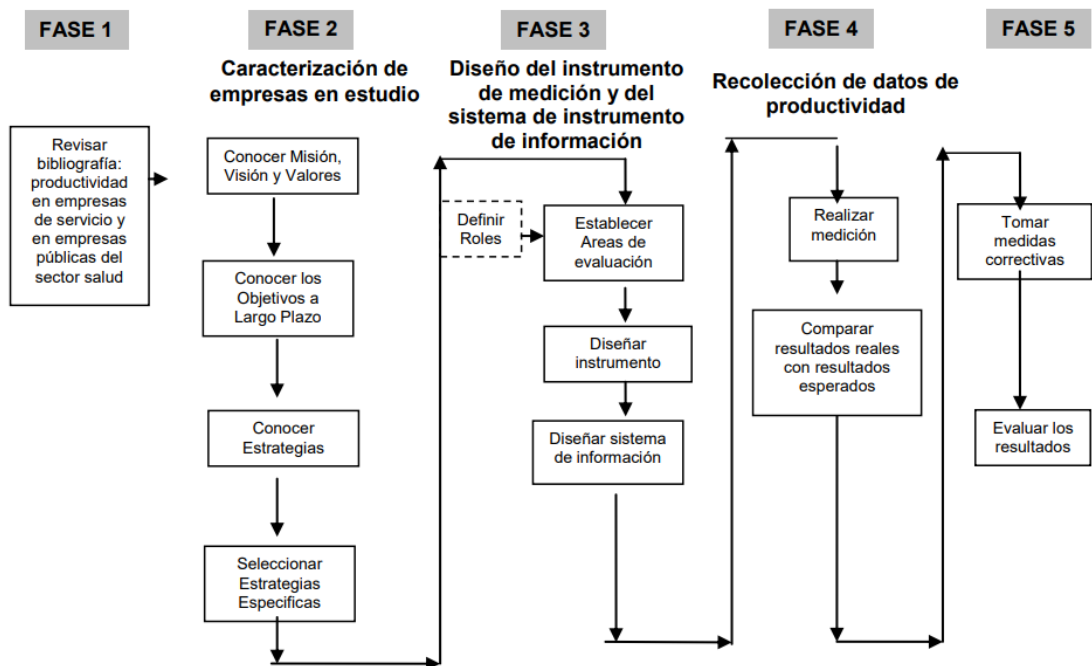 FASE 1
Revisar
bibliografía:
productividad
en empresas
de servicio y
en empresas
públicas del
sector salud
FASE 2
Caracterización de
empresas en estudio
Conocer Misión,
Visión y Valores
Conocer los
Objetivos a
Largo Plazo
Conocer
Estrategias
Seleccionar
Estrategias
Especificas
FASE 3
Diseño del instrumento
de medición y del
sistema de instrumento
de información
Definir
Roles
Establecer
Areas de
evaluación
Diseñar
instrumento
Diseñar sistema
de información
FASE 4
Recolección de datos de
productividad
Realizar
medición
Comparar
resultados reales
con resultados
esperados
FASE 5
Tomar
medidas
correctivas
Evaluar los
resultados